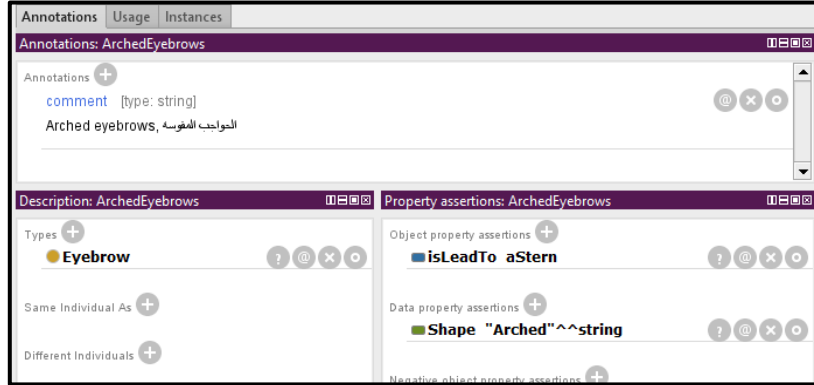 Annotations Usage Instances
Annotations: ArchedEyebrows
Annotations
comment [type: string]
Arched eyebrows, الحواجب المقوسه
Description: ArchedEyebrows
Types
Eyebrow
Same Individual As
Different Individuals
Property assertions: ArchedEyebrows
Object property assertions
isLeadTo aStern
Data property assertions
Shape "Arched"^^string
Negative object property assertions